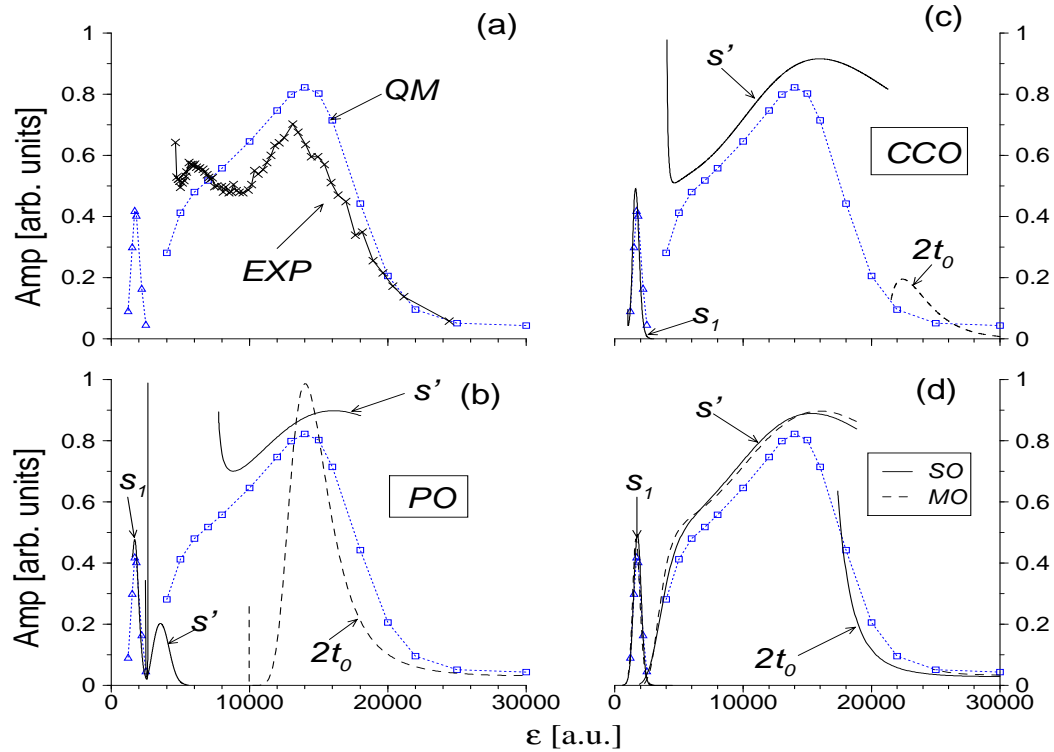 (a)
QM
EXP
Amp [arb. units]
1
0.8
0.6
0.4
0.2
0
(c)
s'
CCO
2t0
s1
1
0.8
0.6
0.4
0.2
0
(b)
s'
s1
PO
s'
2t0
Amp [arb. units]
1
0.8
0.6
0.4
0.2
0
0 10000 20000 30000
(d)
s'
SO
MO
s1
2t0
1
0.8
0.6
0.4
0.2
0
0 10000 20000 30000
ε [a.u.]